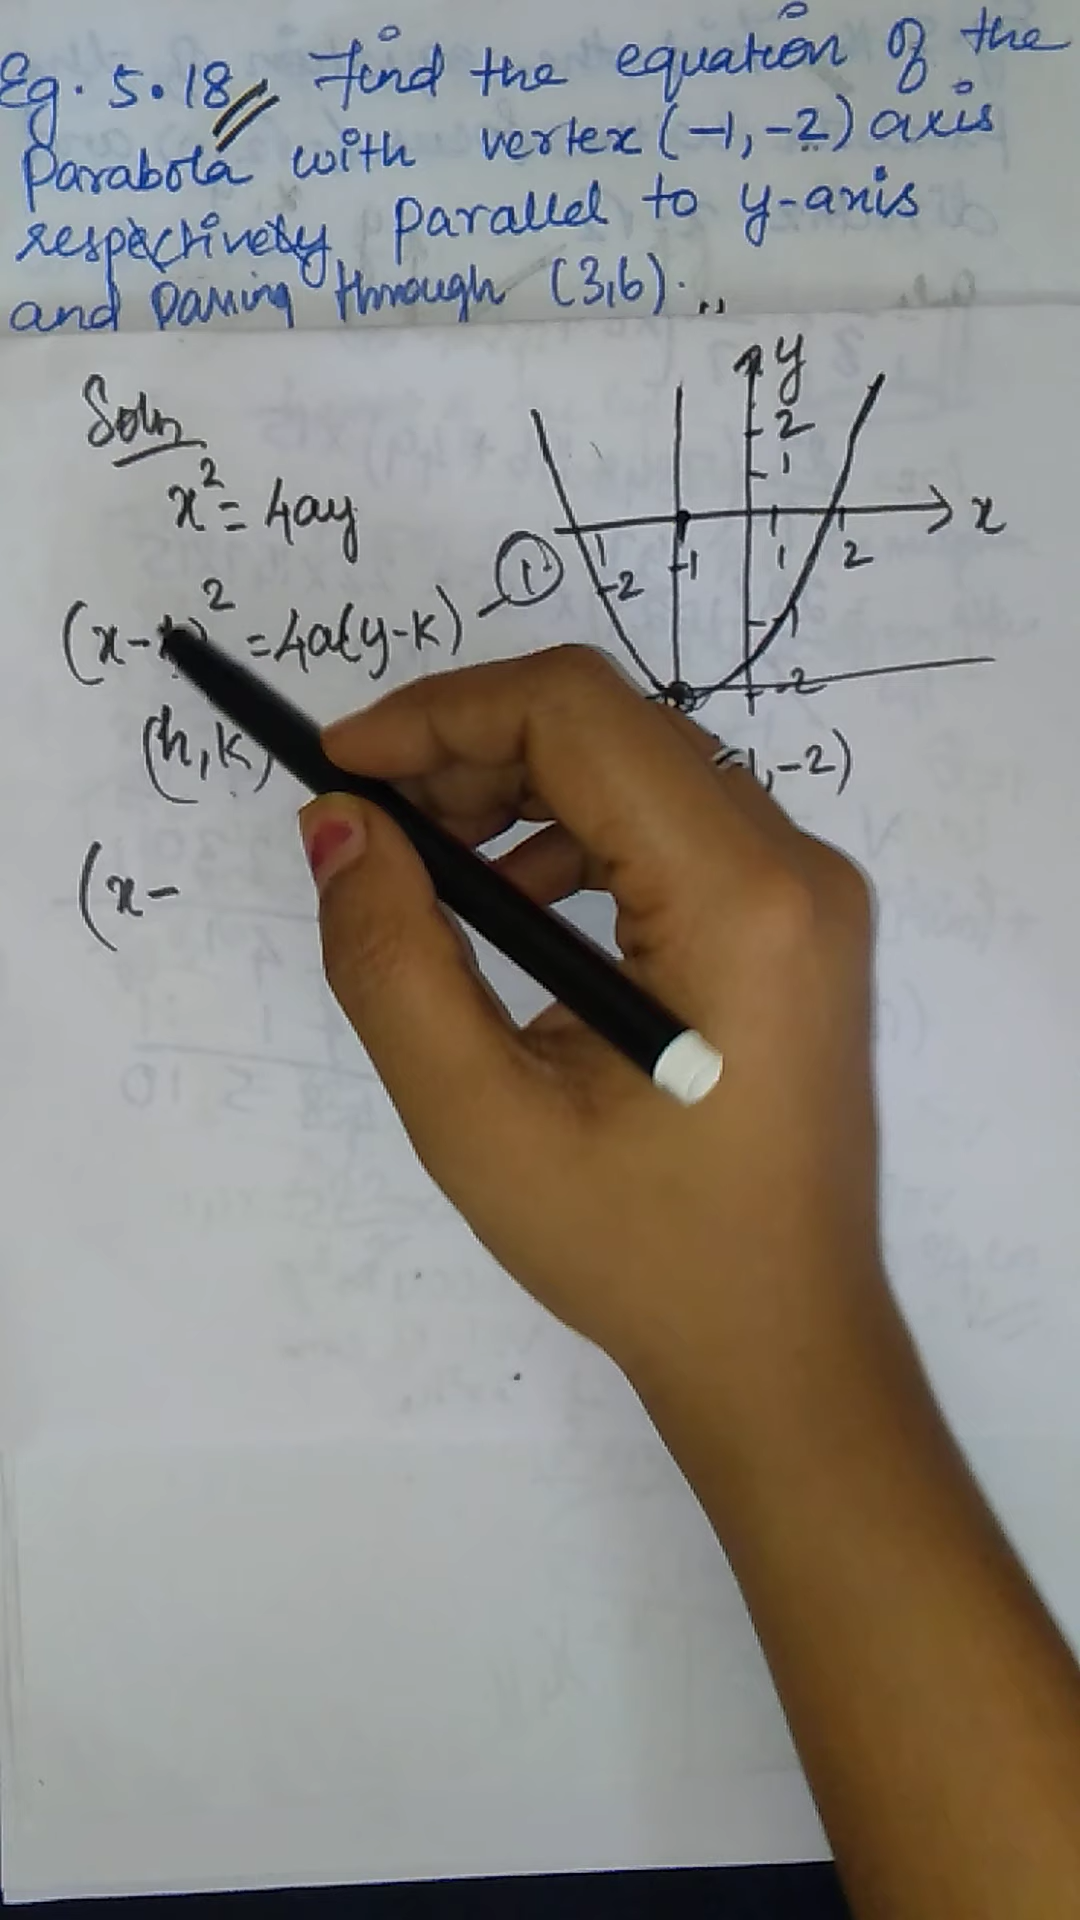 Eg. 5.18 Find the equation of the
Parabola with vertex (-1, -2) axis
respectively parallel to y-axis
and passing through (3,6).
Soln
x² = 4ay
(x- )² = 4a(y-k) - ①
(h, k)
(x-
y
2
1
x
-2
-1
1
2
-1
-2
1, -2)